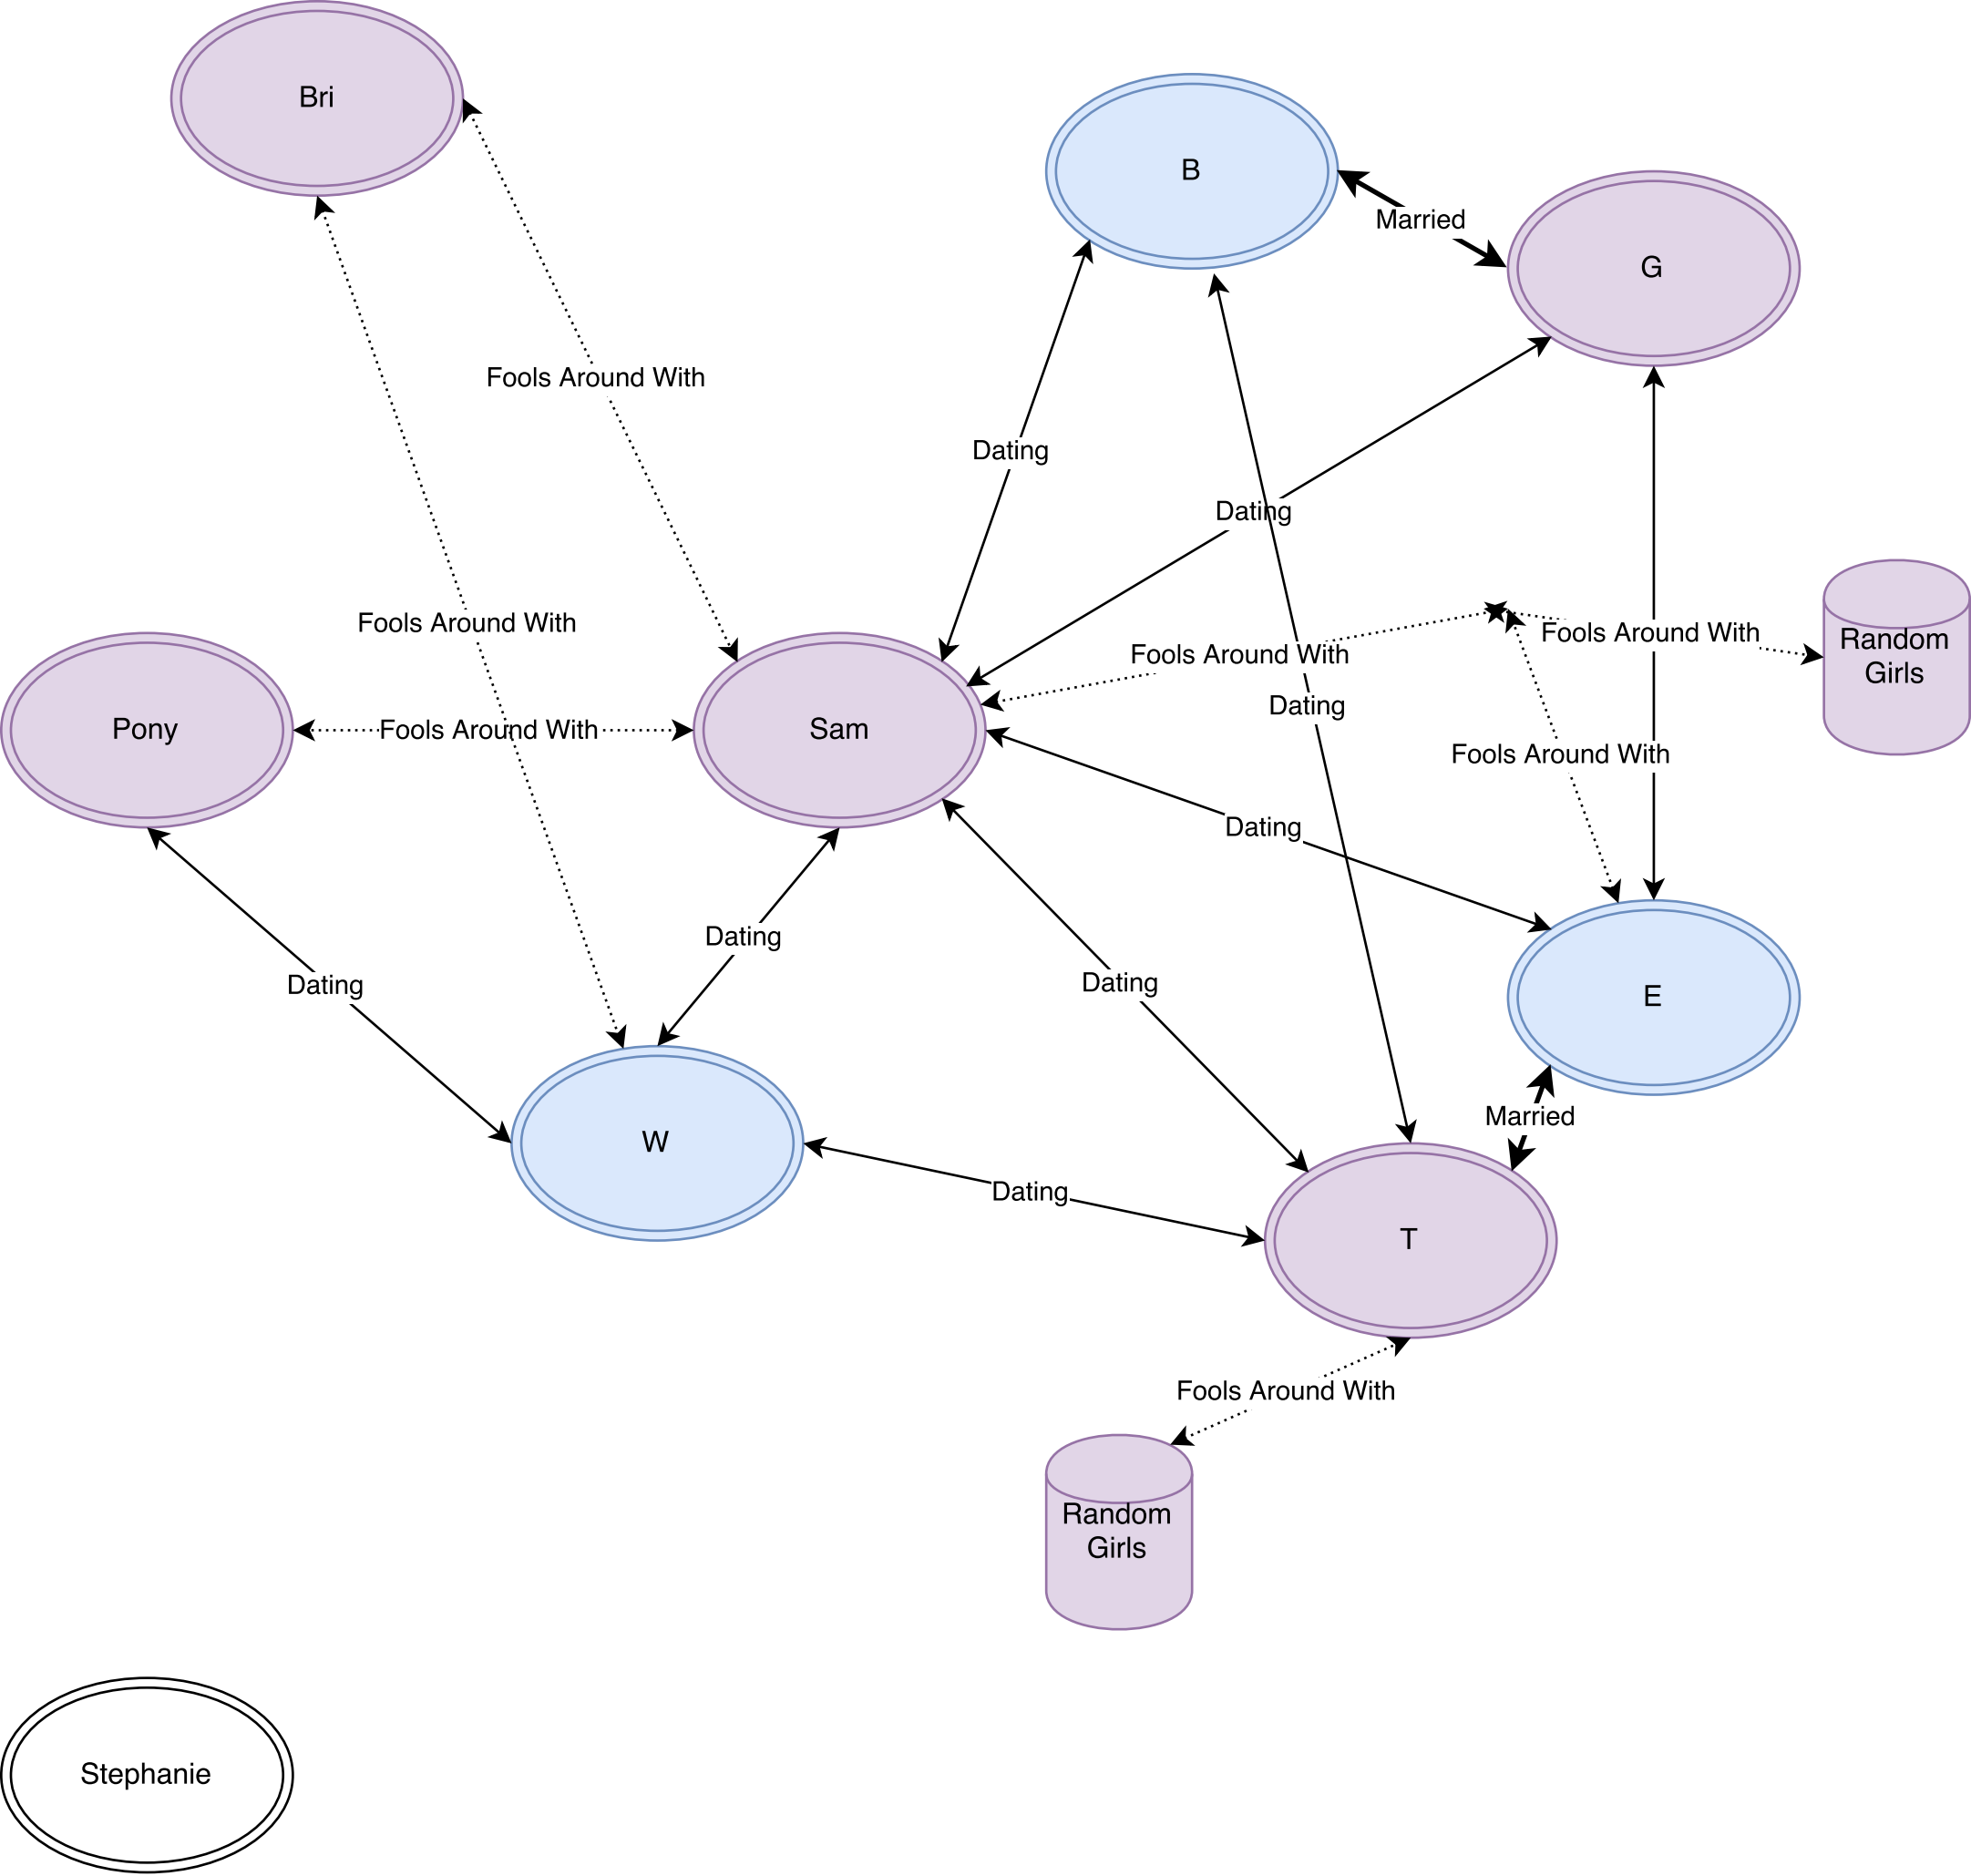 Bri
B
Married
G
Fools Around With
Dating
Dating
Fools Around With
Fools Around With
Random
Girls
Fools Around With
Dating
Pony
Fools Around With
Sam
Fools Around With
Dating
Dating
Dating
Dating
E
Married
W
Dating
T
Fools Around With
Random
Girls
Stephanie